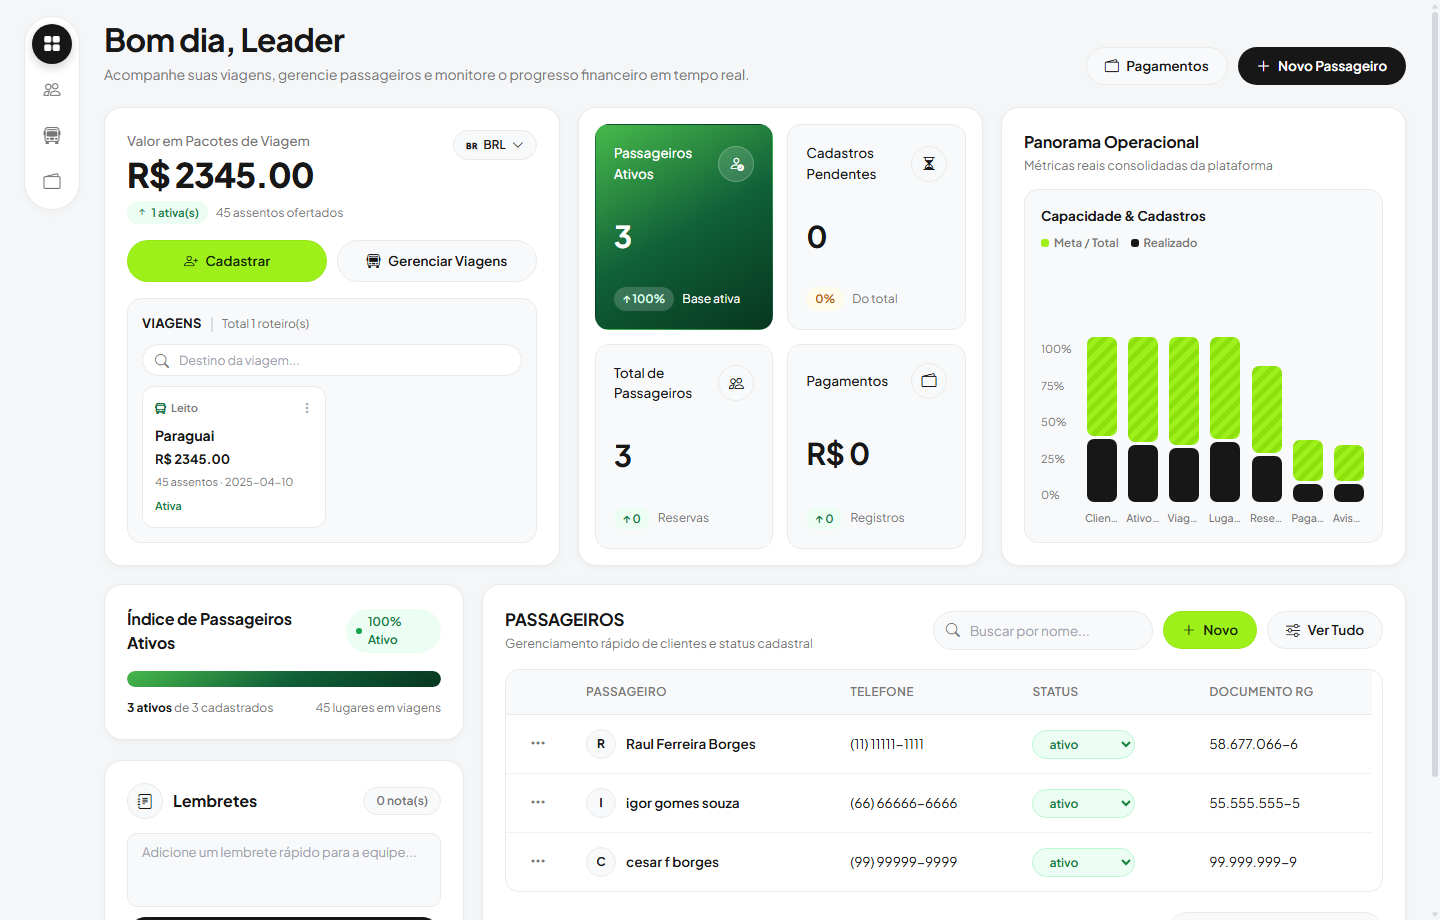 Bom dia, Leader
Acompanhe suas viagens, gerencie passageiros e monitore o progresso financeiro em tempo real.
Pagamentos
+ Novo Passageiro
Valor em Pacotes de Viagem
R$ 2345.00
BR BRL
↑ 1 ativa(s)
45 assentos ofertados
Cadastrar
Gerenciar Viagens
VIAGENS | Total 1 roteiro(s)
Destino da viagem...
Leito
Paraguai
R$ 2345.00
45 assentos · 2025-04-10
Ativa
Passageiros
Ativos
3
↑100% Base ativa
Cadastros
Pendentes
0
0% Do total
Total de
Passageiros
3
↑0 Reservas
Pagamentos
R$ 0
↑0 Registros
Panorama Operacional
Métricas reais consolidadas da plataforma
Capacidade & Cadastros
Meta / Total Realizado
100%
75%
50%
25%
0%
Clien... Ativo... Viag... Luga... Rese... Paga... Avis...
Índice de Passageiros
Ativos
100%
Ativo
3 ativos de 3 cadastrados
45 lugares em viagens
Lembretes
0 nota(s)
Adicione um lembrete rápido para a equipe...
PASSAGEIROS
Gerenciamento rápido de clientes e status cadastral
Buscar por nome...
+ Novo
Ver Tudo
PASSAGEIRO TELEFONE STATUS DOCUMENTO RG
••• R Raul Ferreira Borges (11) 11111-1111 ativo 58.677.066-6
••• I igor gomes souza (66) 66666-6666 ativo 55.555.555-5
••• C cesar f borges (99) 99999-9999 ativo 99.999.999-9